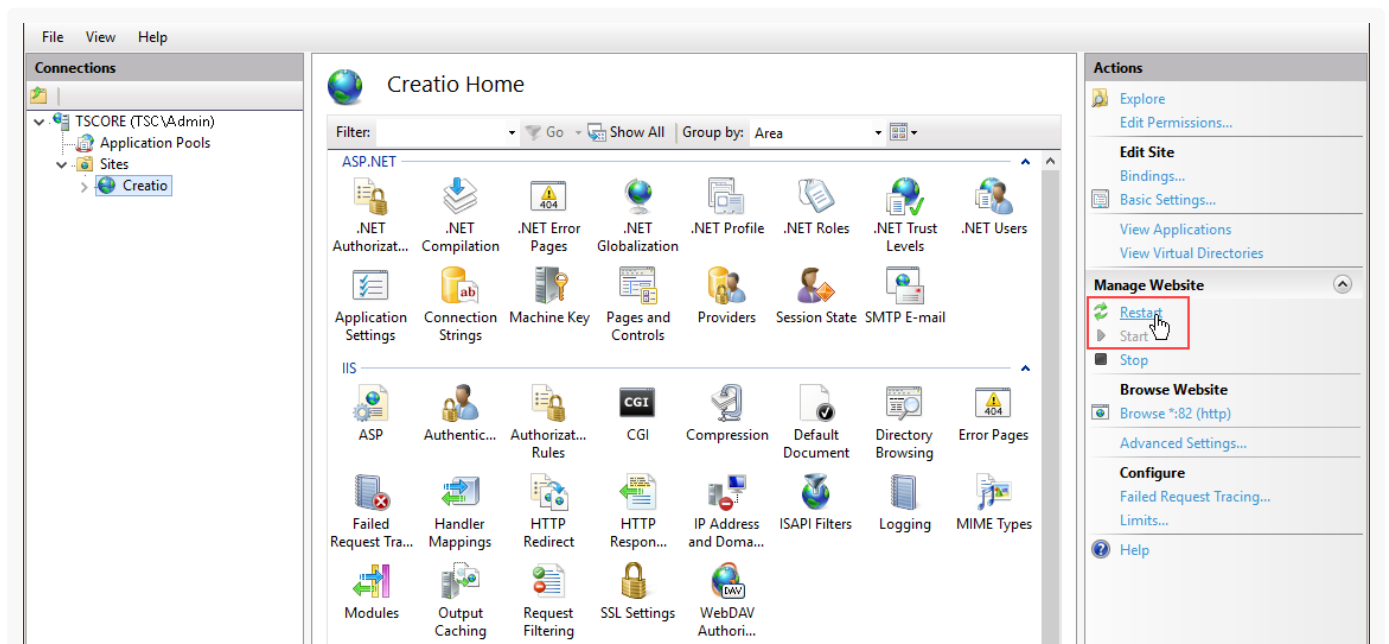 File View Help
Connections
TSCORE (TSC\Admin)
Application Pools
Sites
Creatio
Creatio Home
Filter: Go Show All Group by: Area
ASP.NET
.NET Authorizat...
.NET Compilation
.NET Error Pages
.NET Globalization
.NET Profile
.NET Roles
.NET Trust Levels
.NET Users
Application Settings
Connection Strings
Machine Key
Pages and Controls
Providers
Session State
SMTP E-mail
IIS
ASP
Authentic...
Authorizat... Rules
CGI
Compression
Default Document
Directory Browsing
Error Pages
Failed Request Tra...
Handler Mappings
HTTP Redirect
HTTP Respon...
IP Address and Doma...
ISAPI Filters
Logging
MIME Types
Modules
Output Caching
Request Filtering
SSL Settings
WebDAV Authori...
Actions
Explore
Edit Permissions...
Edit Site
Bindings...
Basic Settings...
View Applications
View Virtual Directories
Manage Website
Restart
Start
Stop
Browse Website
Browse *:82 (http)
Advanced Settings...
Configure
Failed Request Tracing...
Limits...
Help